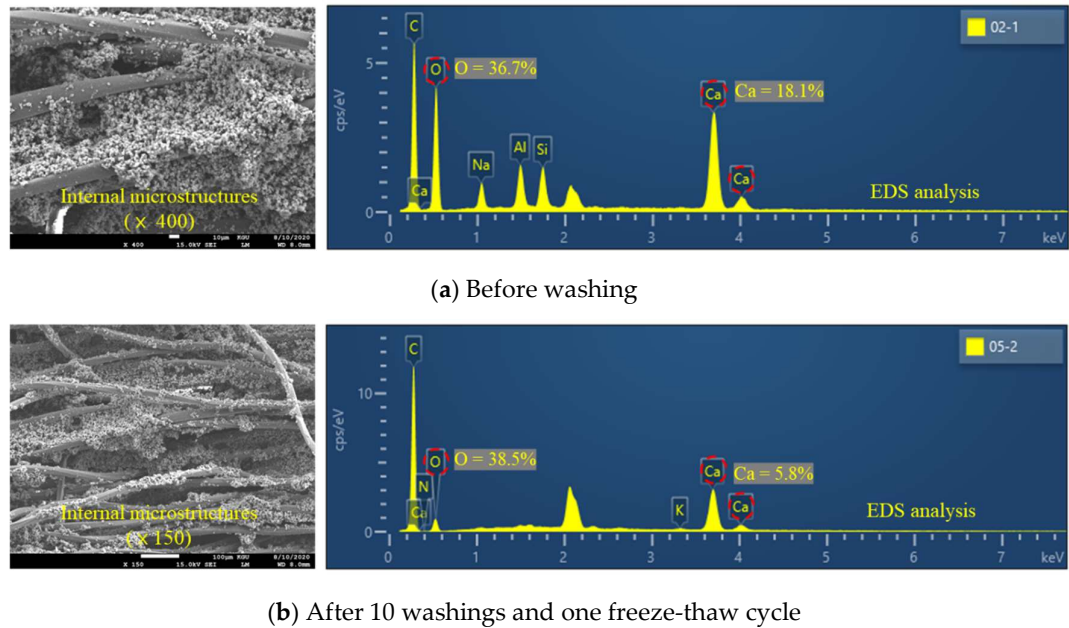 Internal microstructures
(× 400)
10μm KGU 8/10/2020
X 400 15.0kV SEI LM WD 8.0mm
02-1
C
O O = 36.7%
Ca Ca = 18.1%
5
cps/eV
Na Al Si
Ca
Ca
EDS analysis
0
0 1 2 3 4 5 6 7 keV
(a) Before washing
Internal microstructures
(×150)
100μm KGU 8/10/2020
X 150 15.0kV SEI LM WD 8.0mm
05-2
C
10
cps/eV
O O = 38.5%
Ca Ca = 5.8%
N
Ca
K
Ca
EDS analysis
0
0 1 2 3 4 5 6 7 keV
(b) After 10 washings and one freeze-thaw cycle